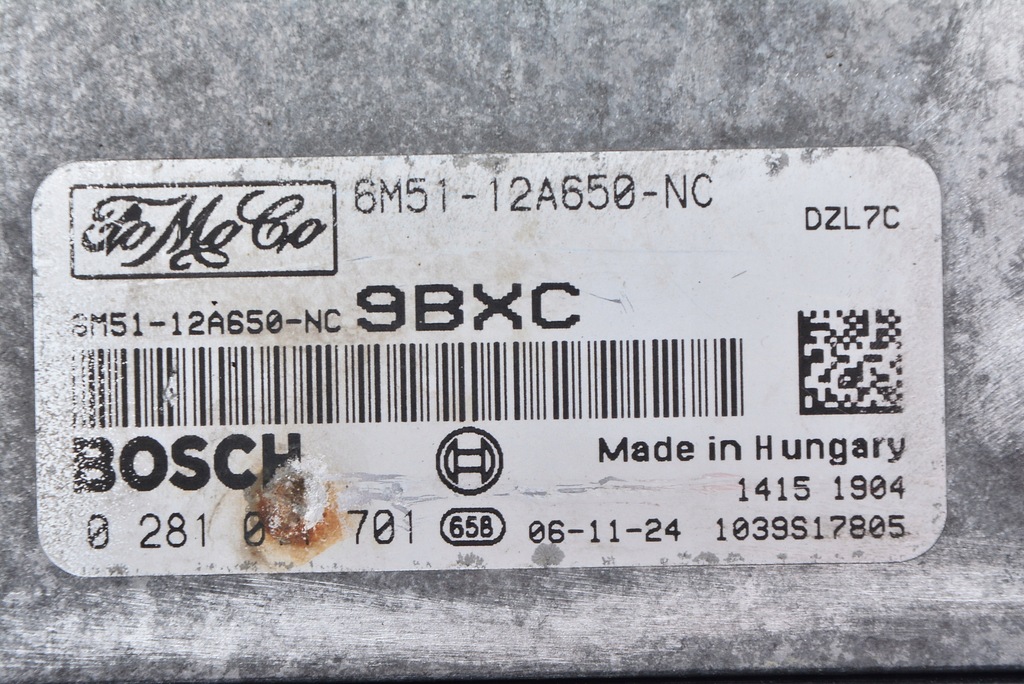 FoMoCo 6M51-12A650-NC
DZL7C
6M51-12A650-NC 9BXC
BOSCH
Made in Hungary
1415 1904
0 281 701 658 06-11-24 1039S17805